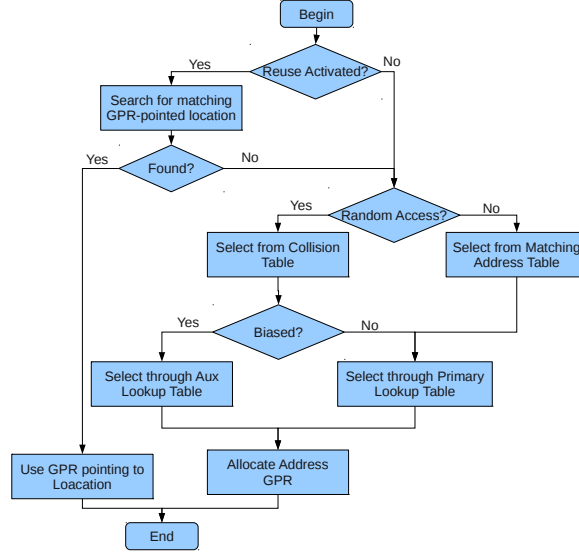 Begin
Yes
No
Reuse Activated?
Search for matching
GPR-pointed location
Yes
Found?
No
Yes
Random Access?
No
Select from Collision
Table
Select from Matching
Address Table
Yes
Biased?
No
Select through Aux
Lookup Table
Select through Primary
Lookup Table
Use GPR pointing to
Loacation
Allocate Address
GPR
End